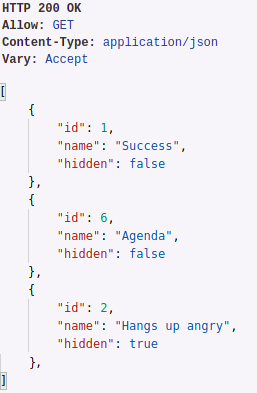 HTTP 200 OK
Allow: GET
Content-Type: application/json
Vary: Accept
[
    {
        "id": 1,
        "name": "Success",
        "hidden": false
    },
    {
        "id": 6,
        "name": "Agenda",
        "hidden": false
    },
    {
        "id": 2,
        "name": "Hangs up angry",
        "hidden": true
    },
]